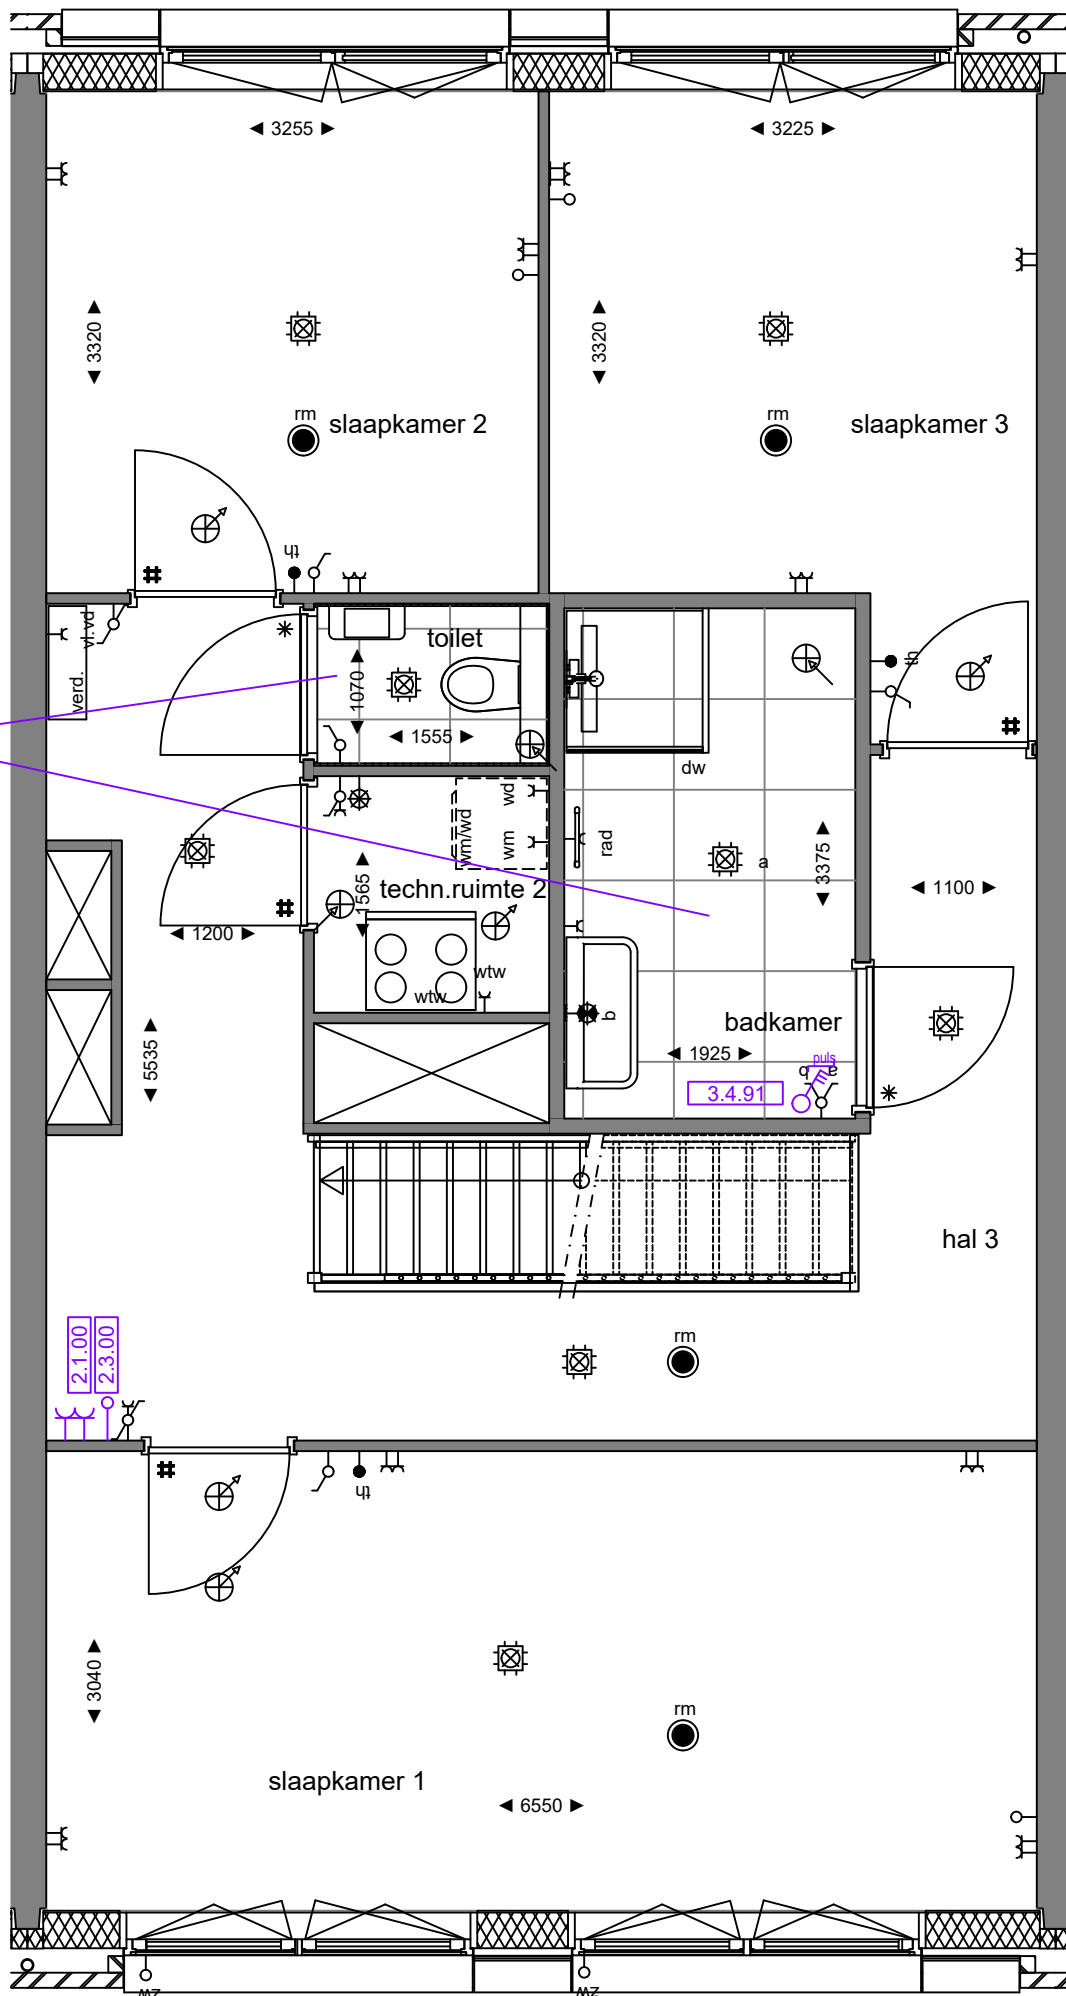 3255
3225
3320
3320
rm
slaapkamer 2
rm
slaapkamer 3
th
vl.vd
verd.
toilet
1070
1555
th
dw
wd
wm/wd
wm
rad
a
3375
techn.ruimte 2
1565
1100
1200
wtw
wtw
b
badkamer
5535
1925
puls
b
a
3.4.91
hal 3
2.1.00
2.3.00
rm
th
3040
rm
slaapkamer 1
6550
zw
zw